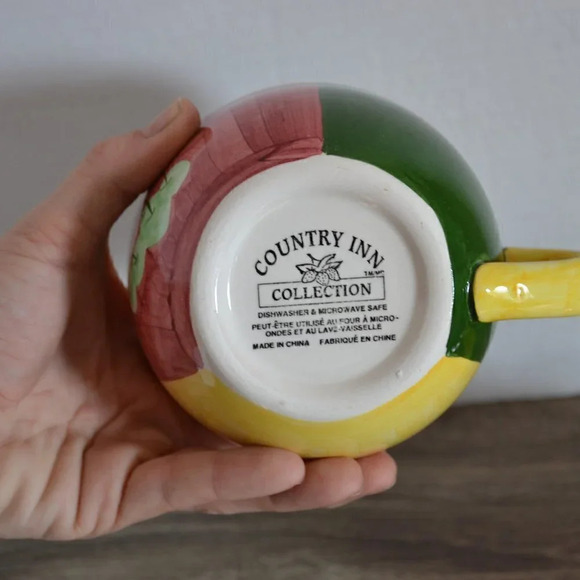 COUNTRY INN
TM/MC
COLLECTION
DISHWASHER & MICROWAVE SAFE
PEUT-ÊTRE UTILISÉ AU FOUR À MICRO-
ONDES ET AU LAVE-VAISSELLE
MADE IN CHINA FABRIQUÉ EN CHINE